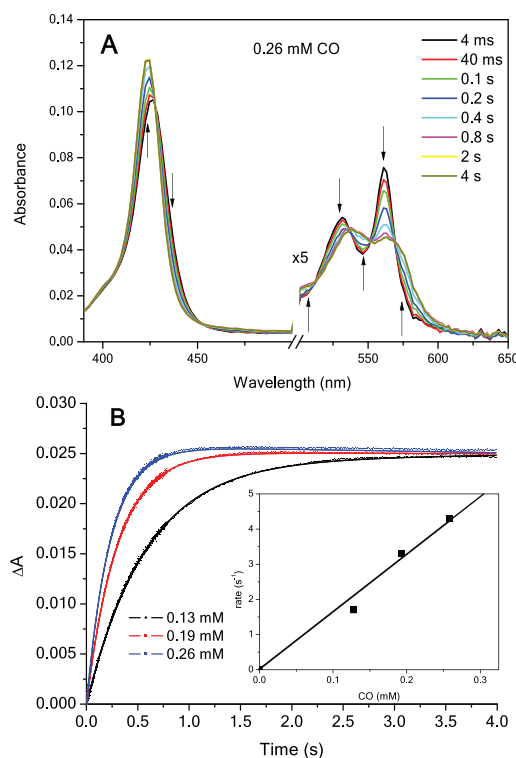 A
0.26 mM CO
4 ms
40 ms
0.1 s
0.2 s
0.4 s
0.8 s
2 s
4 s
x5
0.14
0.12
0.10
0.08
0.06
0.04
0.02
0.00
Absorbance
400 450 550 600 650
Wavelength (nm)
B
0.030
0.025
0.020
0.015
0.010
0.005
0.000
ΔA
0.13 mM
0.19 mM
0.26 mM
5
4
3
2
1
0
rate (s⁻¹)
0.0 0.1 0.2 0.3
CO (mM)
0.0 0.5 1.0 1.5 2.0 2.5 3.0 3.5 4.0
Time (s)